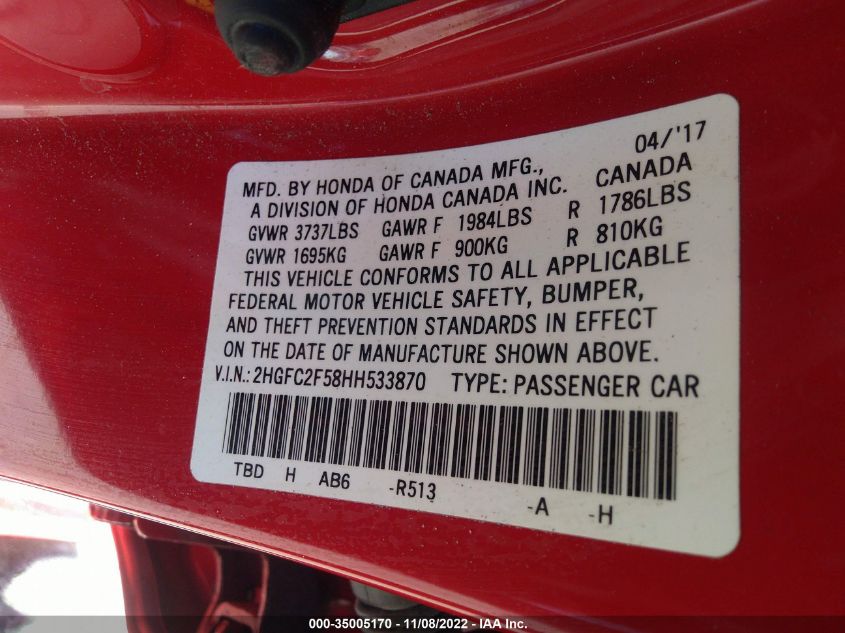 04/'17
MFD. BY HONDA OF CANADA MFG., CANADA
A DIVISION OF HONDA CANADA INC.
GVWR 3737LBS GAWR F 1984LBS R 1786LBS
GVWR 1695KG GAWR F 900KG R 810KG
THIS VEHICLE CONFORMS TO ALL APPLICABLE
FEDERAL MOTOR VEHICLE SAFETY, BUMPER,
AND THEFT PREVENTION STANDARDS IN EFFECT
ON THE DATE OF MANUFACTURE SHOWN ABOVE.
V.I.N.: 2HGFC2F58HH533870 TYPE: PASSENGER CAR
TBD H AB6 -R513 -A -H
000-35005170 - 11/08/2022 - IAA Inc.